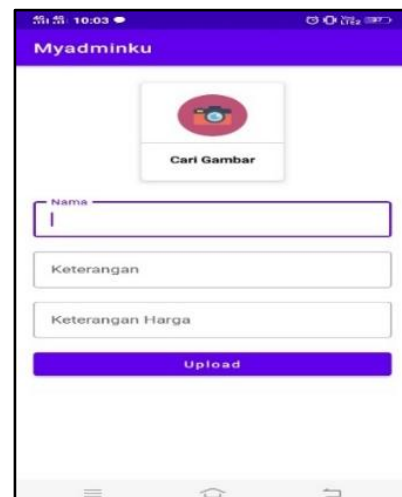 10:03
Myadminku
Cari Gambar
Nama
Keterangan
Keterangan Harga
Upload